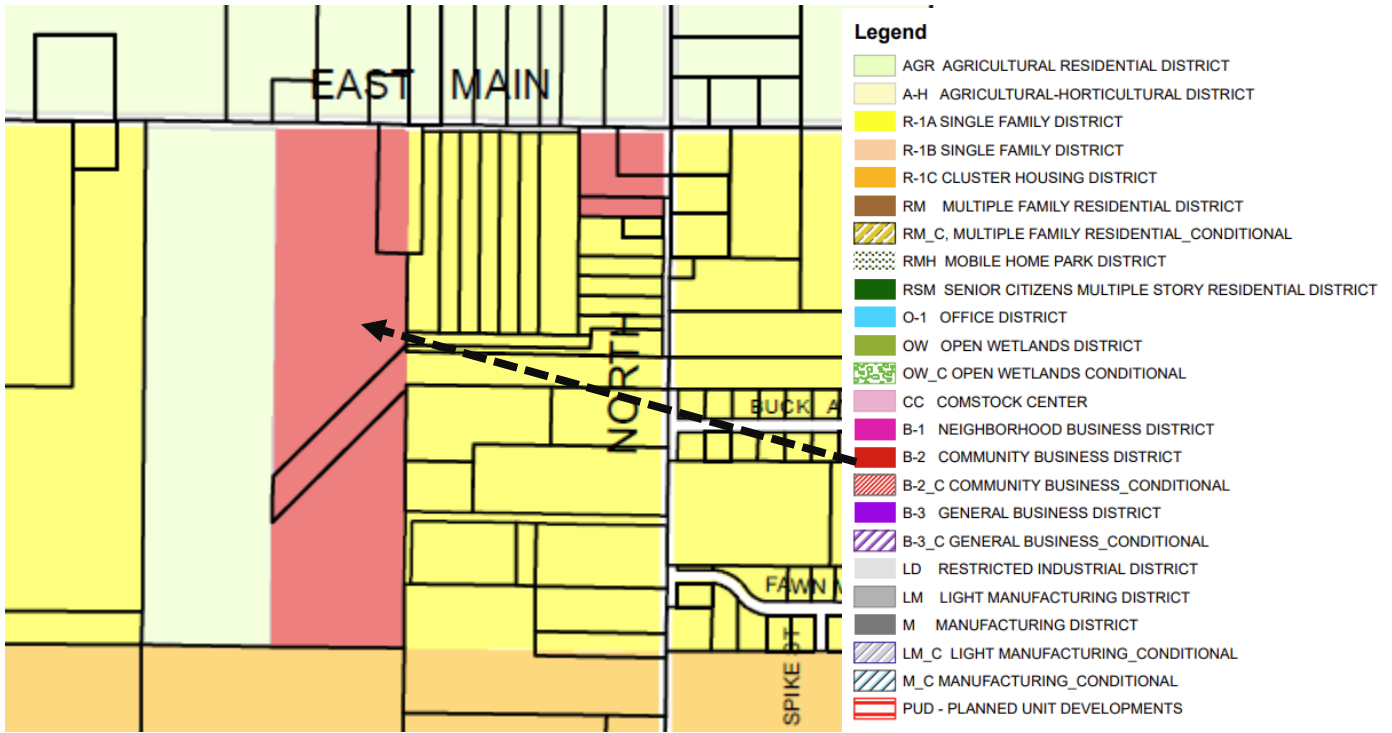 EAST MAIN
NORTH
BUCK A
FAWN
SPIKE ST
Legend
AGR AGRICULTURAL RESIDENTIAL DISTRICT
A-H AGRICULTURAL-HORTICULTURAL DISTRICT
R-1A SINGLE FAMILY DISTRICT
R-1B SINGLE FAMILY DISTRICT
R-1C CLUSTER HOUSING DISTRICT
RM MULTIPLE FAMILY RESIDENTIAL DISTRICT
RM_C, MULTIPLE FAMILY RESIDENTIAL_CONDITIONAL
RMH MOBILE HOME PARK DISTRICT
RSM SENIOR CITIZENS MULTIPLE STORY RESIDENTIAL DISTRICT
O-1 OFFICE DISTRICT
OW OPEN WETLANDS DISTRICT
OW_C OPEN WETLANDS CONDITIONAL
CC COMSTOCK CENTER
B-1 NEIGHBORHOOD BUSINESS DISTRICT
B-2 COMMUNITY BUSINESS DISTRICT
B-2_C COMMUNITY BUSINESS_CONDITIONAL
B-3 GENERAL BUSINESS DISTRICT
B-3_C GENERAL BUSINESS_CONDITIONAL
LD RESTRICTED INDUSTRIAL DISTRICT
LM LIGHT MANUFACTURING DISTRICT
M MANUFACTURING DISTRICT
LM_C LIGHT MANUFACTURING_CONDITIONAL
M_C MANUFACTURING_CONDITIONAL
PUD - PLANNED UNIT DEVELOPMENTS